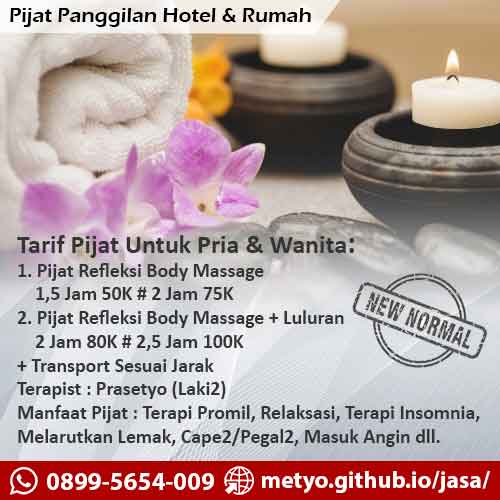 Pijat Panggilan Hotel & Rumah
Tarif Pijat Untuk Pria & Wanita:
1. Pijat Refleksi Body Massage
1,5 Jam 50K # 2 Jam 75K
2. Pijat Refleksi Body Massage + Luluran
2 Jam 80K # 2,5 Jam 100K
+ Transport Sesuai Jarak
Terapist : Prasetyo (Laki2)
Manfaat Pijat : Terapi Promil, Relaksasi, Terapi Insomnia,
Melarutkan Lemak, Cape2/Pegal2, Masuk Angin dll.
NEW NORMAL
0899-5654-009 metyo.github.io/jasa/